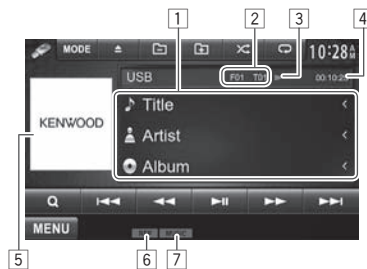 1 2 3 4
MODE 10:28 AM
USB F01 T01 00:10:25
Title
KENWOOD
Artist
Album
MENU
5 6 7